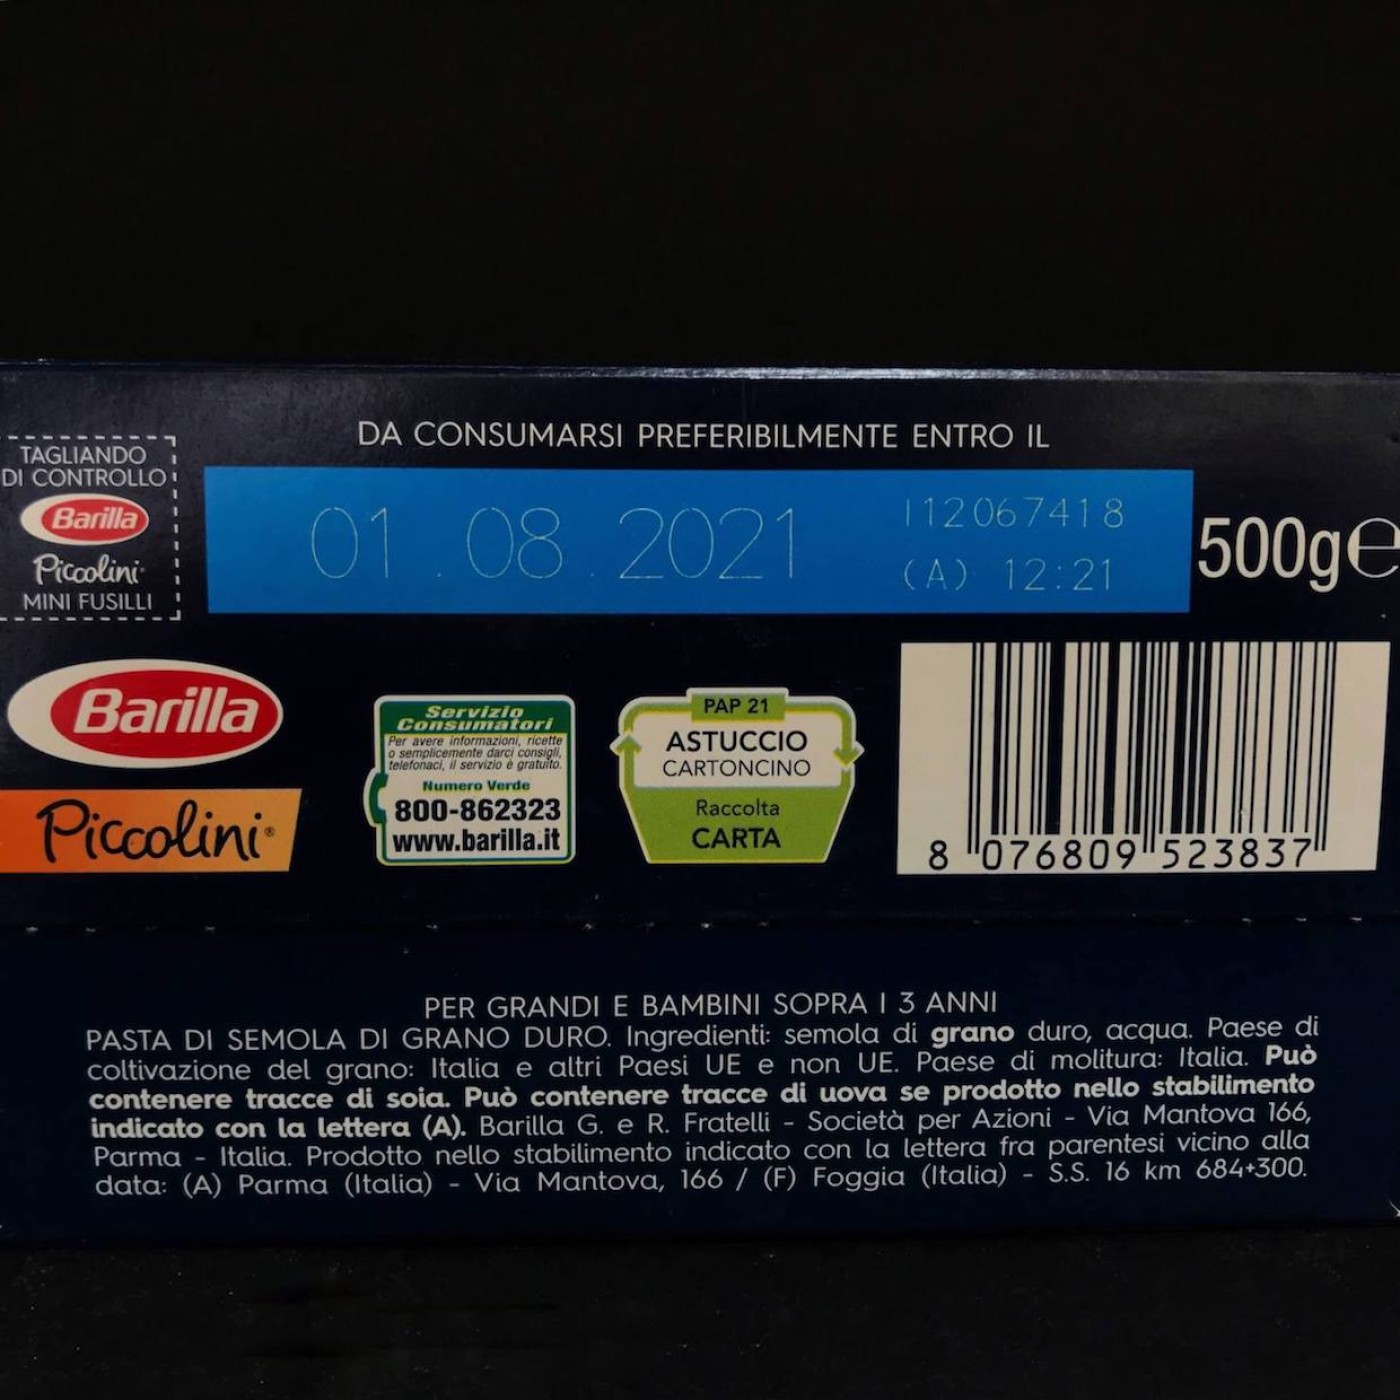 DA CONSUMARSI PREFERIBILMENTE ENTRO IL
TAGLIANDO
DI CONTROLLO
Barilla
Piccolini
MINI FUSILLI
01.08.2021
I12067418
(A) 12:21
500g℮
Barilla
Piccolini®
Servizio
Consumatori
Per avere informazioni, ricette
o semplicemente darci consigli,
telefonaci, il servizio è gratuito.
Numero Verde
800-862323
www.barilla.it
PAP 21
ASTUCCIO
CARTONCINO
Raccolta
CARTA
8 076809 523837
PER GRANDI E BAMBINI SOPRA I 3 ANNI
PASTA DI SEMOLA DI GRANO DURO. Ingredienti: semola di grano duro, acqua. Paese di
coltivazione del grano: Italia e altri Paesi UE e non UE. Paese di molitura: Italia. Può
contenere tracce di soia. Può contenere tracce di uova se prodotto nello stabilimento
indicato con la lettera (A). Barilla G. e R. Fratelli - Società per Azioni - Via Mantova 166,
Parma - Italia. Prodotto nello stabilimento indicato con la lettera fra parentesi vicino alla
data: (A) Parma (Italia) - Via Mantova, 166 / (F) Foggia (Italia) - S.S. 16 km 684+300.